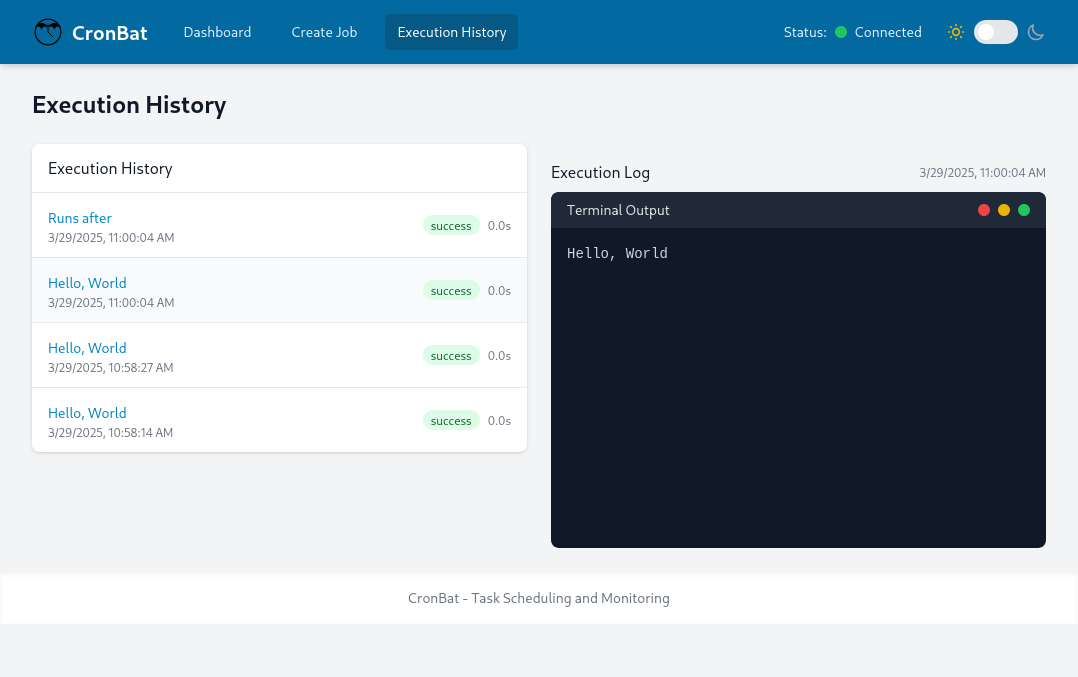 CronBat Dashboard Create Job Execution History Status: Connected
Execution History
Execution History
Runs after
3/29/2025, 11:00:04 AM
success 0.0s
Hello, World
3/29/2025, 11:00:04 AM
success 0.0s
Hello, World
3/29/2025, 10:58:27 AM
success 0.0s
Hello, World
3/29/2025, 10:58:14 AM
success 0.0s
Execution Log 3/29/2025, 11:00:04 AM
Terminal Output
Hello, World
CronBat - Task Scheduling and Monitoring